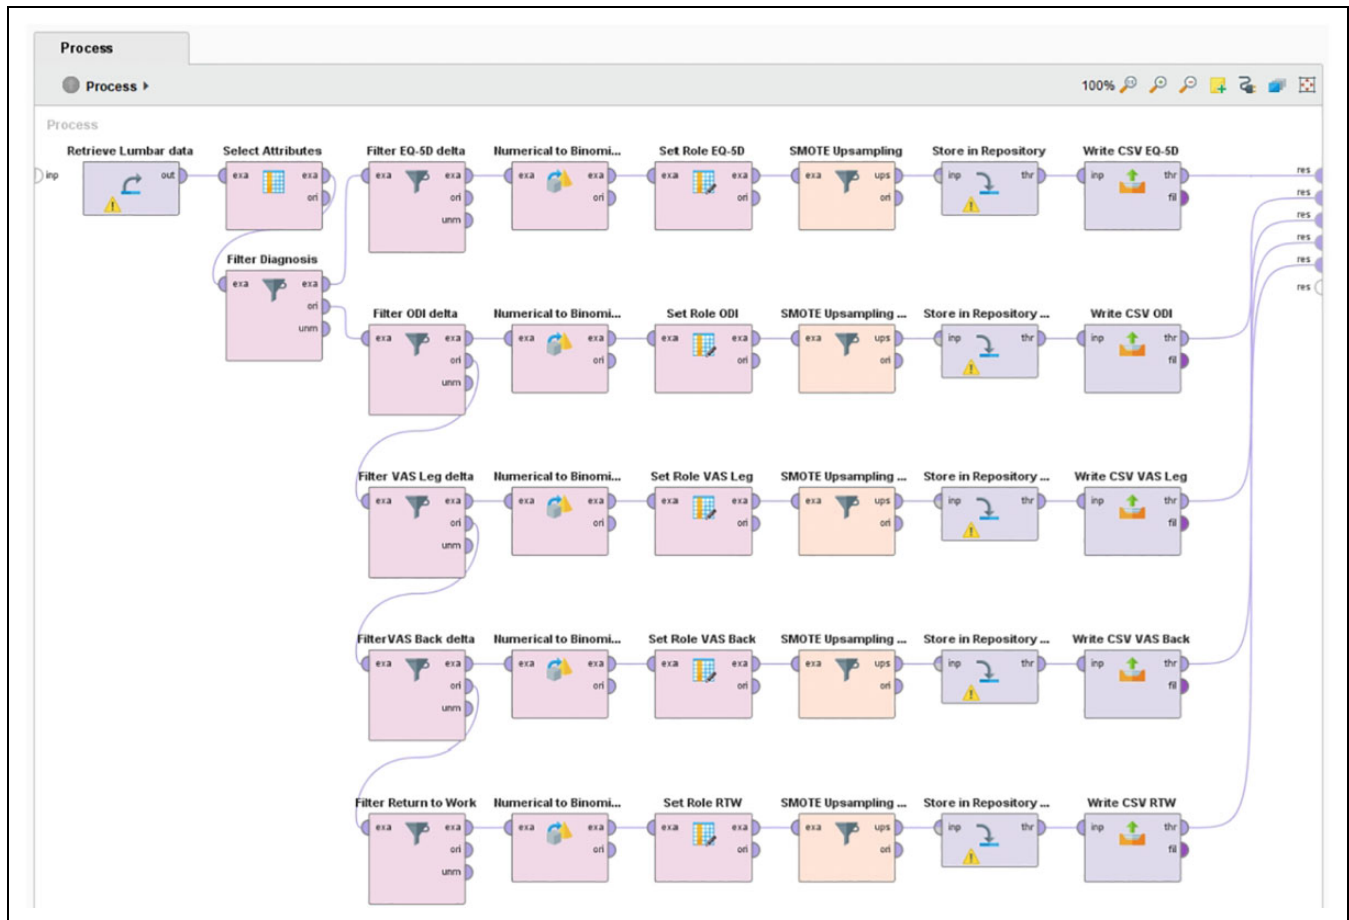 Process
Process
100%
Process
Retrieve Lumbar data Select Attributes Filter EQ-5D delta Numerical to Binomi... Set Role EQ-5D SMOTE Upsampling Store in Repository Write CSV EQ-5D
inp out exa exa exa exa exa exa exa exa exa ups inp thr inp thr res
ori ori ori ori ori fil res
unm res
Filter Diagnosis res
exa exa res
ori res
unm
Filter ODI delta Numerical to Binomi... Set Role ODI SMOTE Upsampling ... Store in Repository ... Write CSV ODI
exa exa exa exa exa exa exa ups inp thr inp thr
ori ori ori ori fil
unm
Filter VAS Leg delta Numerical to Binomi... Set Role VAS Leg SMOTE Upsampling ... Store in Repository ... Write CSV VAS Leg
exa exa exa exa exa exa exa ups inp thr inp thr
ori ori ori ori fil
unm
FilterVAS Back delta Numerical to Binomi... Set Role VAS Back SMOTE Upsampling ... Store in Repository ... Write CSV VAS Back
exa exa exa exa exa exa exa ups inp thr inp thr
ori ori ori ori fil
unm
Filter Return to Work Numerical to Binomi... Set Role RTW SMOTE Upsampling ... Store in Repository ... Write CSV RTW
exa exa exa exa exa exa exa ups inp thr inp thr
ori ori ori ori fil
unm